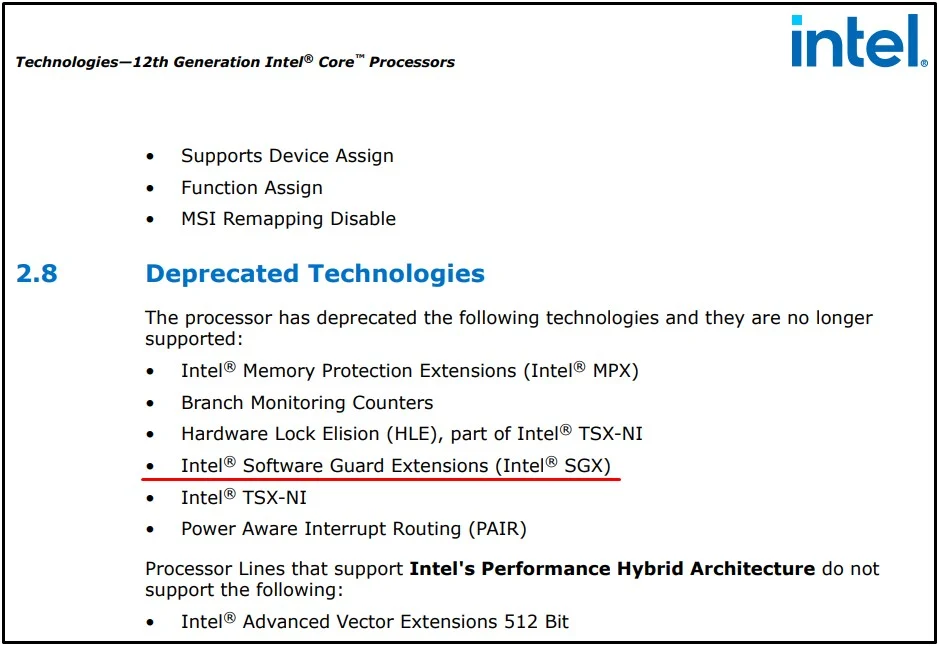 intel®
Technologies—12th Generation Intel® Core™ Processors
• Supports Device Assign
• Function Assign
• MSI Remapping Disable
2.8 Deprecated Technologies
The processor has deprecated the following technologies and they are no longer
supported:
• Intel® Memory Protection Extensions (Intel® MPX)
• Branch Monitoring Counters
• Hardware Lock Elision (HLE), part of Intel® TSX-NI
• Intel® Software Guard Extensions (Intel® SGX)
• Intel® TSX-NI
• Power Aware Interrupt Routing (PAIR)
Processor Lines that support Intel's Performance Hybrid Architecture do not
support the following:
• Intel® Advanced Vector Extensions 512 Bit